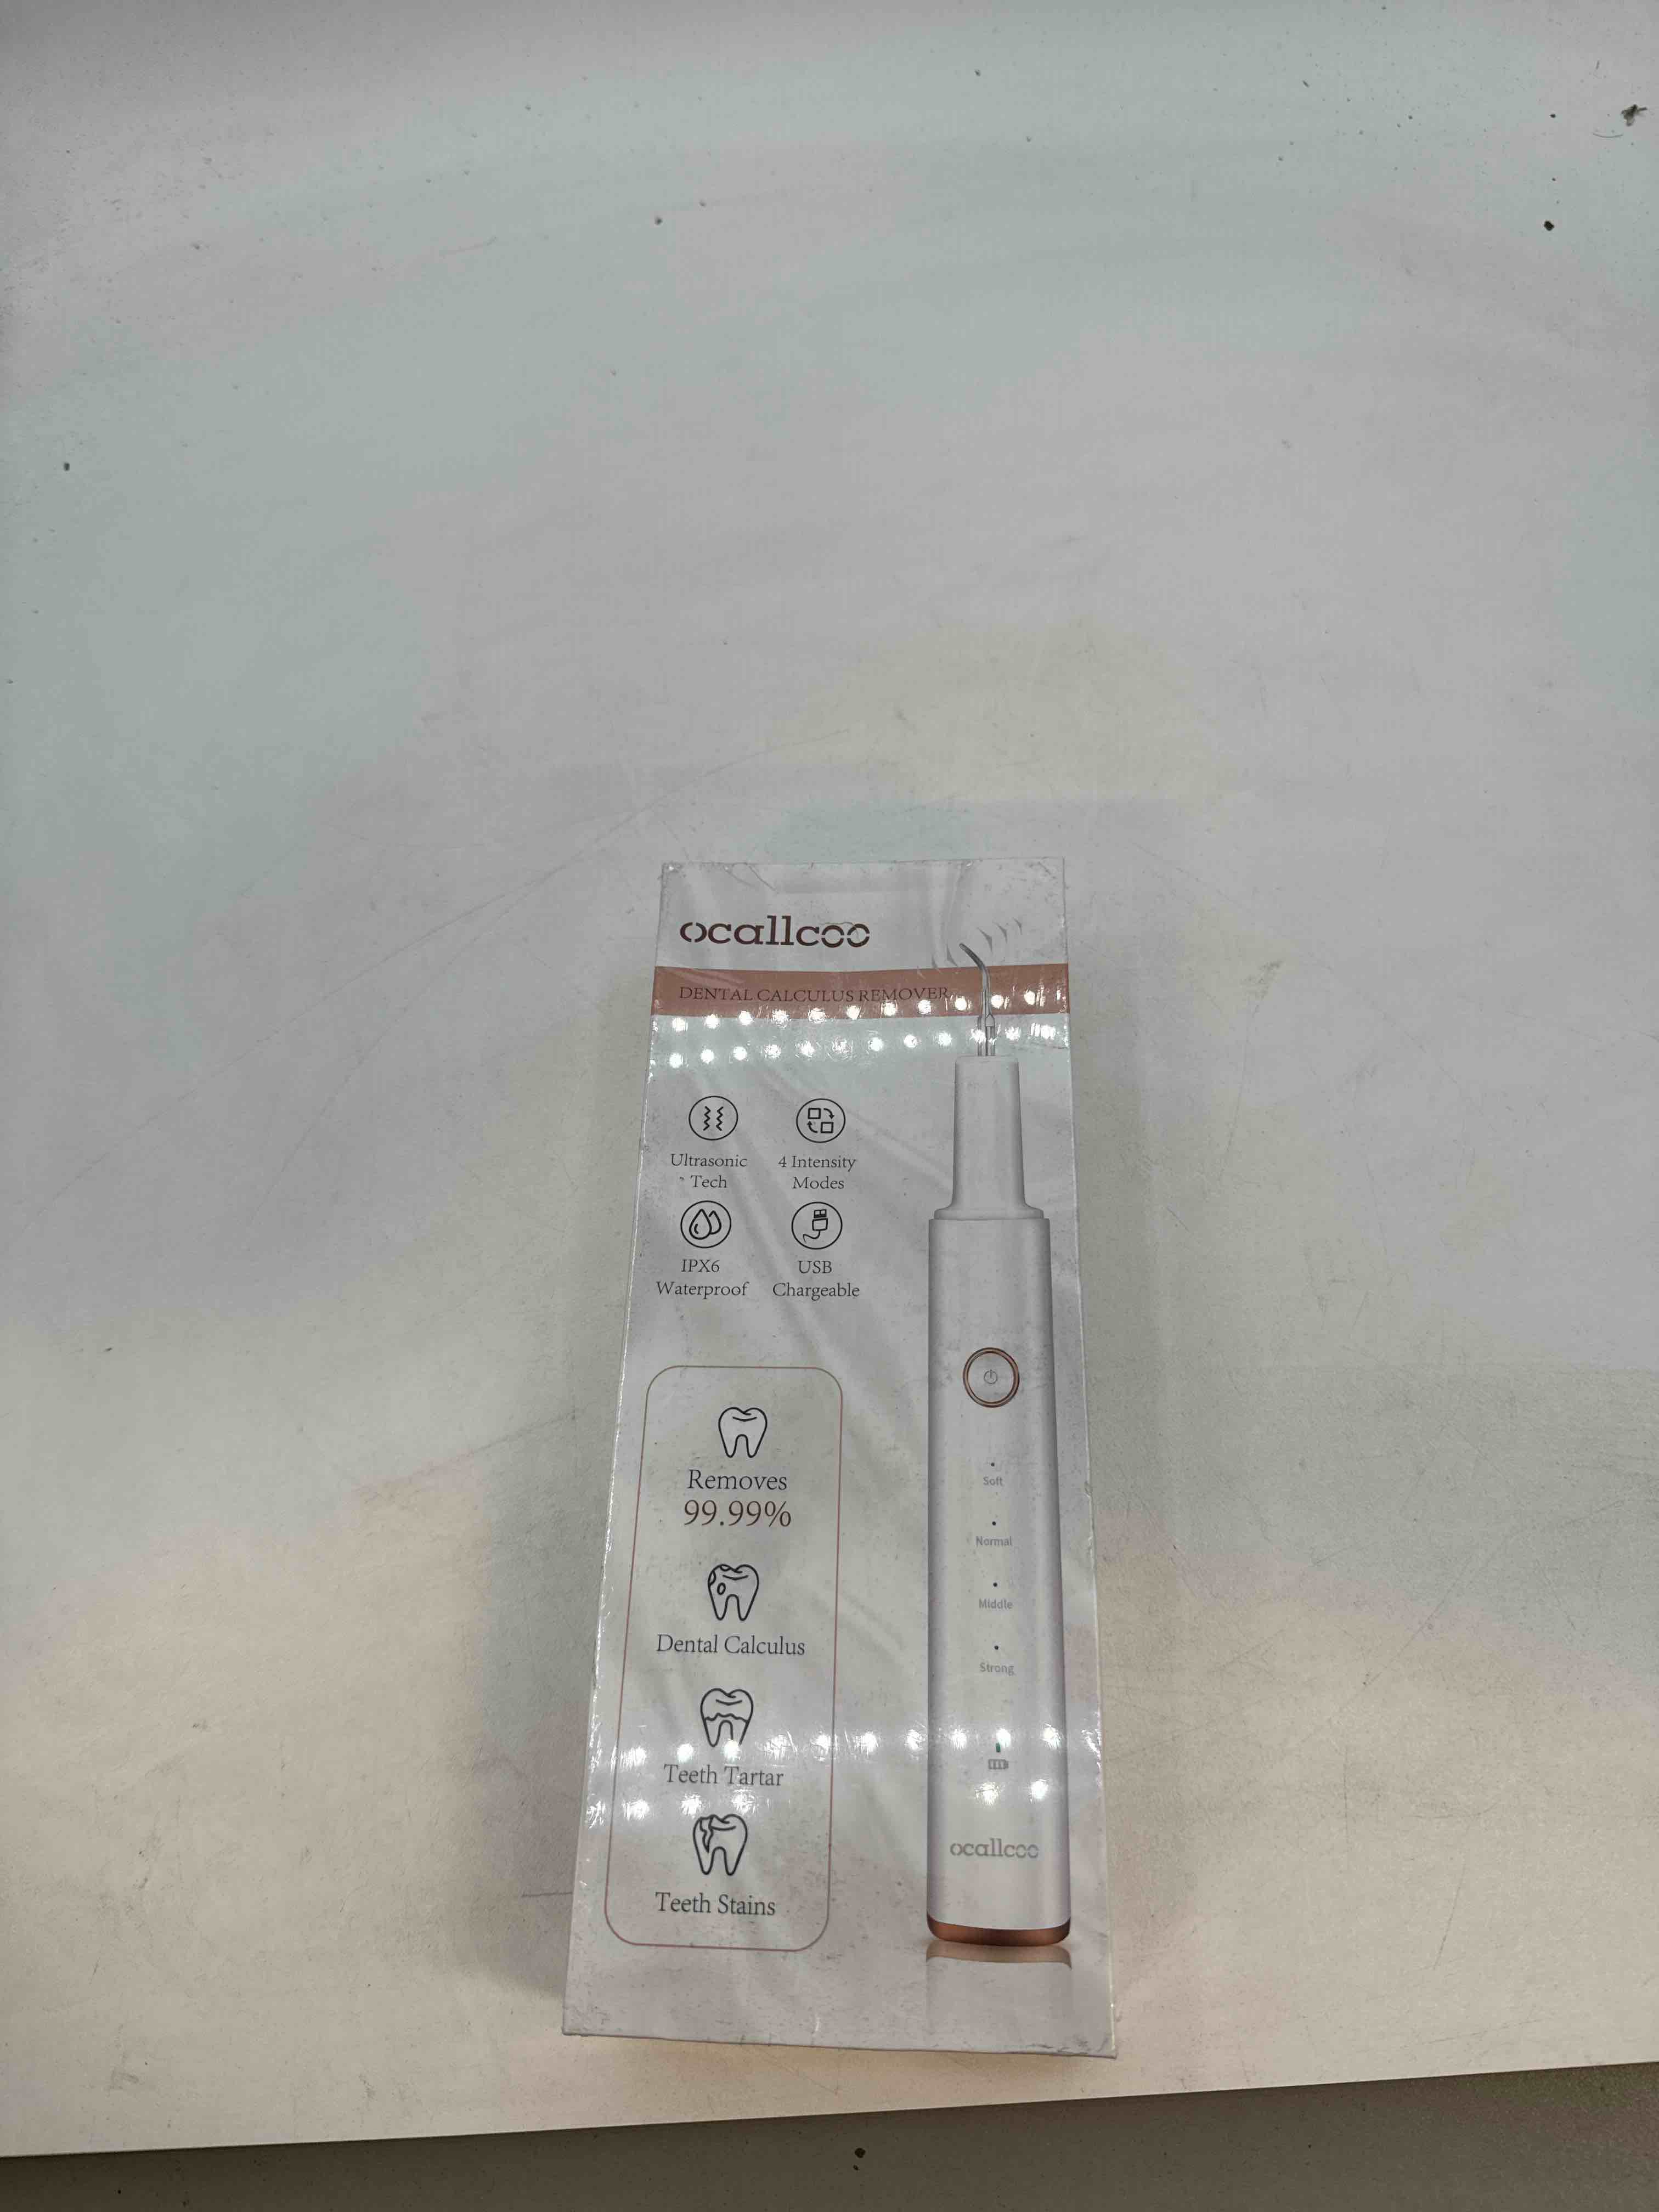 ocallcoo
DENTAL CALCULUS REMOVER
Ultrasonic
Tech
4 Intensity
Modes
IPX6
Waterproof
USB
Chargeable
Removes
99.99%
Dental Calculus
Teeth Tartar
Teeth Stains
Soft
Normal
Middle
Strong
ocallcoo